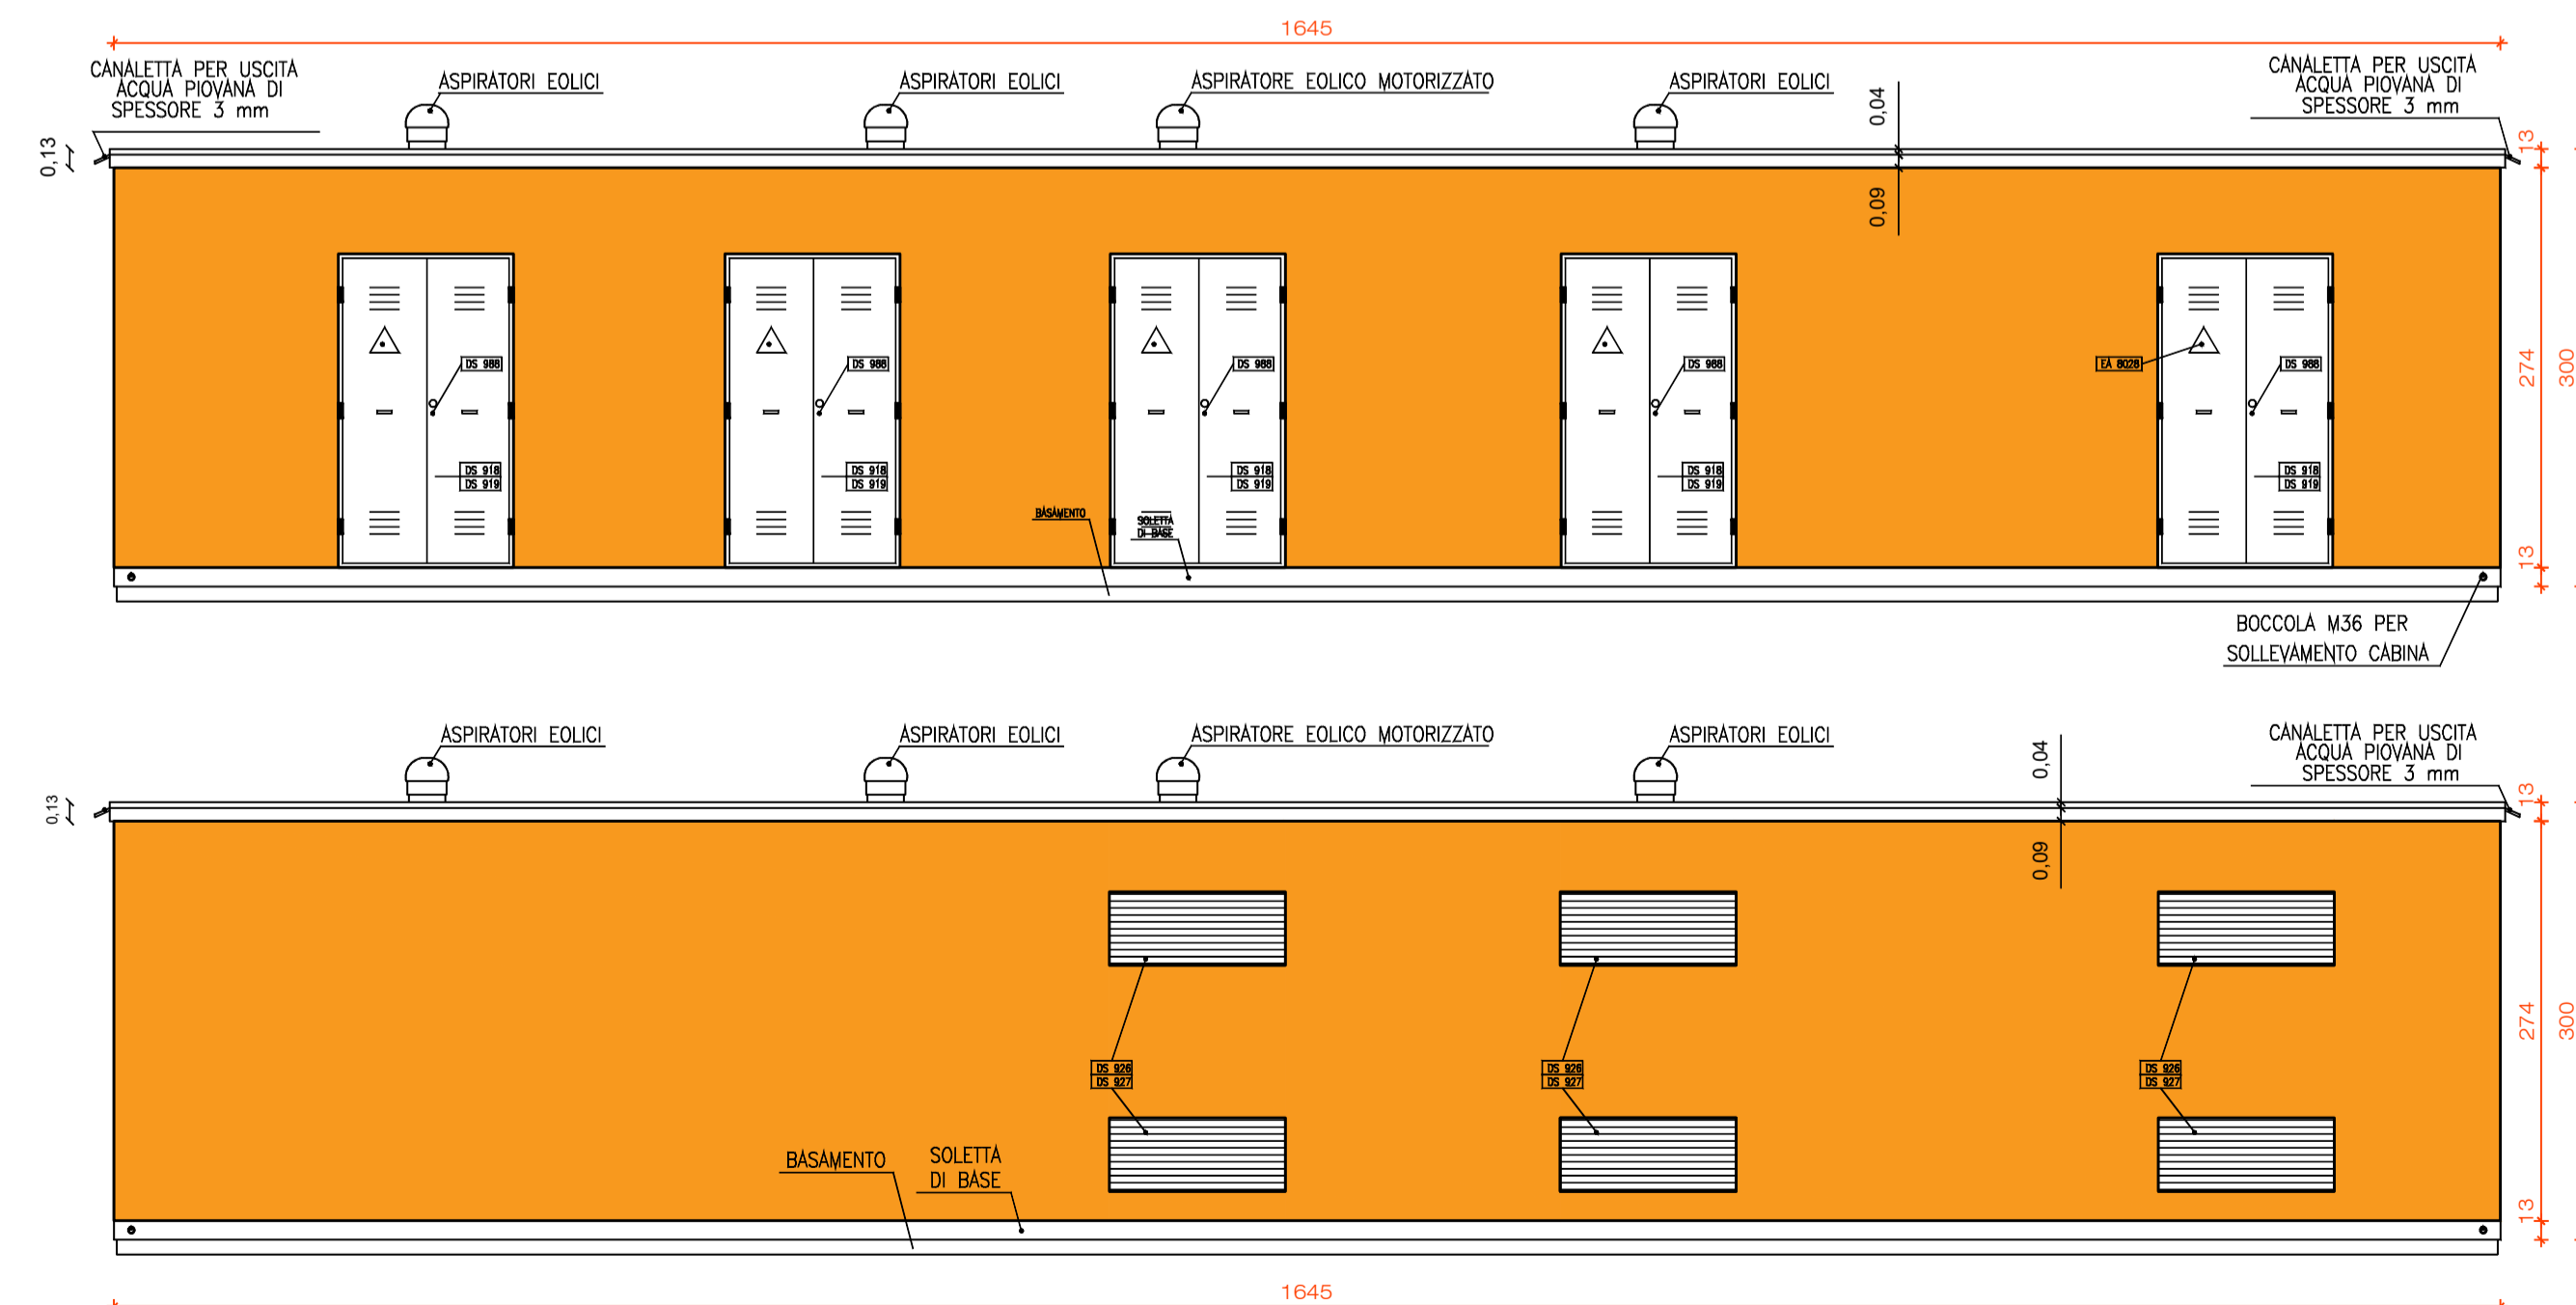 1645
CANALETTA PER USCITA
ACQUA PIOVANA DI
SPESSORE 3 mm
ASPIRATORI EOLICI
ASPIRATORI EOLICI
ASPIRATORE EOLICO MOTORIZZATO
ASPIRATORI EOLICI
CANALETTA PER USCITA
ACQUA PIOVANA DI
SPESSORE 3 mm
0,13
0,04
0,09
13
274
300
13
DS 988
DS 988
DS 988
DS 988
EA 8028
DS 988
DS 918
DS 919
DS 918
DS 919
DS 918
DS 919
DS 918
DS 919
DS 918
DS 919
BASAMENTO
SOLETTA
DI BASE
BOCCOLA M36 PER
SOLLEVAMENTO CABINA
ASPIRATORI EOLICI
ASPIRATORI EOLICI
ASPIRATORE EOLICO MOTORIZZATO
ASPIRATORI EOLICI
CANALETTA PER USCITA
ACQUA PIOVANA DI
SPESSORE 3 mm
0,13
0,04
0,09
13
274
300
13
DS 926
DS 927
DS 926
DS 927
DS 926
DS 927
BASAMENTO
SOLETTA
DI BASE
1645